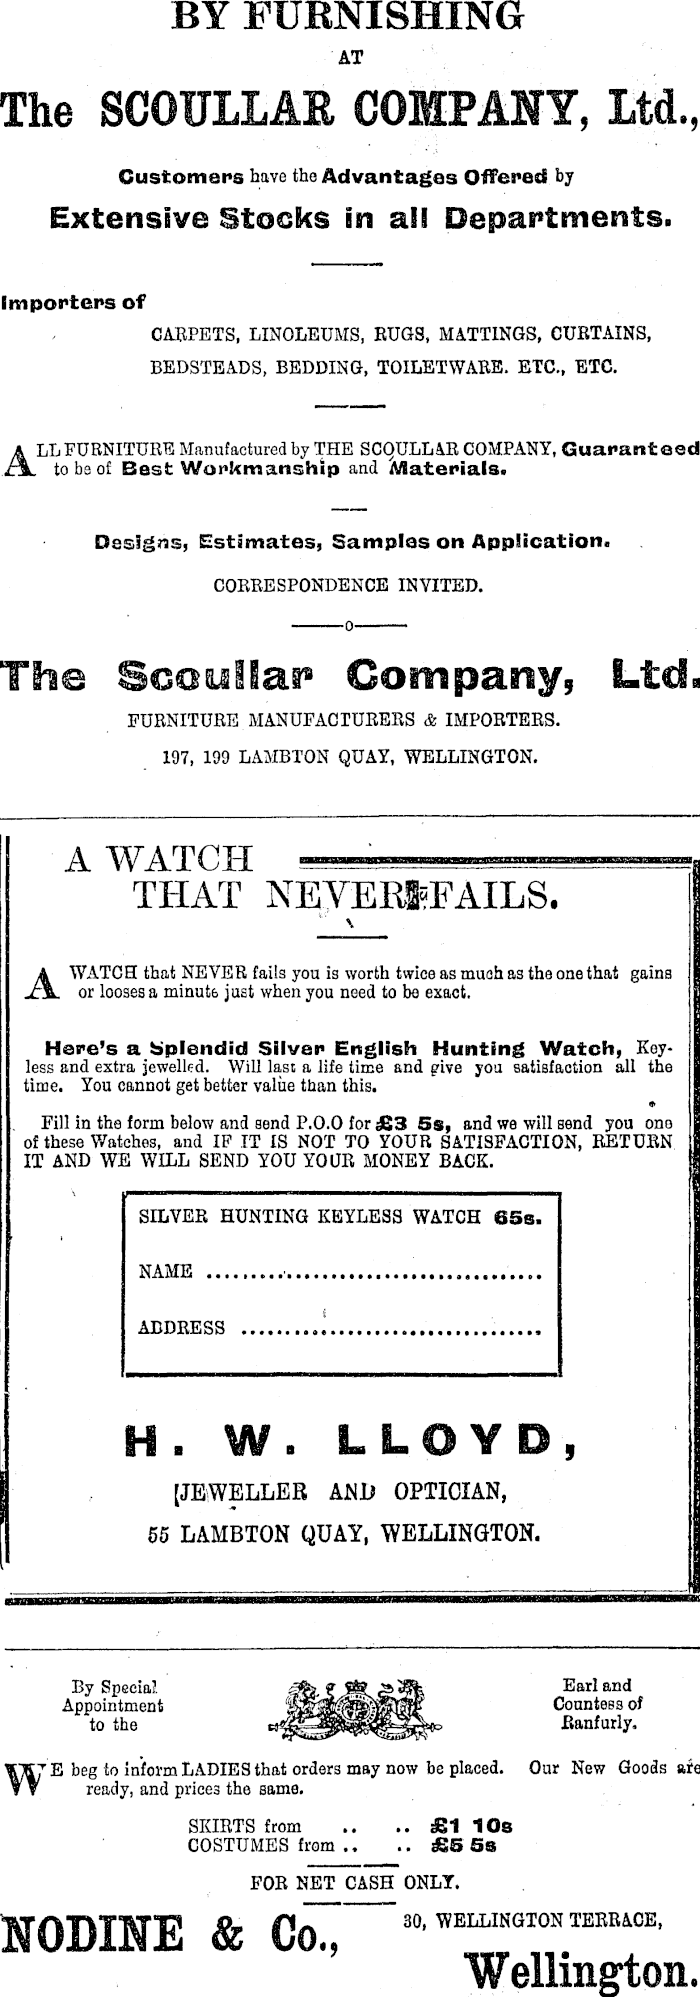 BY FURNISHING
AT
The SCOULLAR COMPANY, Ltd.,
Customers have the Advantages Offered by
Extensive Stocks in all Departments.
Importers of
CARPETS, LINOLEUMS, RUGS, MATTINGS, CURTAINS,
BEDSTEADS, BEDDING, TOILETWARE. ETC., ETC.
ALL FURNITURE Manufactured by THE SCOULLAR COMPANY, Guaranteed
to be of Best Workmanship and Materials.
Designs, Estimates, Samples on Application.
CORRESPONDENCE INVITED.
The Scoullar Company, Ltd.
FURNITURE MANUFACTURERS & IMPORTERS.
197, 199 LAMBTON QUAY, WELLINGTON.
A WATCH
THAT NEVER FAILS.
A WATCH that NEVER fails you is worth twice as much as the one that gains
or looses a minute just when you need to be exact.
Here's a Splendid Silver English Hunting Watch, Key-
less and extra jewelled. Will last a life time and give you satisfaction all the
time. You cannot get better value than this.
Fill in the form below and send P.O.O for £3 5s, and we will send you one
of these Watches, and IF IT IS NOT TO YOUR SATISFACTION, RETURN
IT AND WE WILL SEND YOU YOUR MONEY BACK.
SILVER HUNTING KEYLESS WATCH 65s.
NAME ........................................
ADDRESS ...................................
H. W. LLOYD,
JEWELLER AND OPTICIAN,
55 LAMBTON QUAY, WELLINGTON.
By Special
Appointment
to the
Earl and
Countess of
Ranfurly.
WE beg to inform LADIES that orders may now be placed. Our New Goods are
ready, and prices the same.
SKIRTS from .. .. £1 10s
COSTUMES from .. .. £5 5s
FOR NET CASH ONLY.
NODINE & Co., 30, WELLINGTON TERRACE,
Wellington.